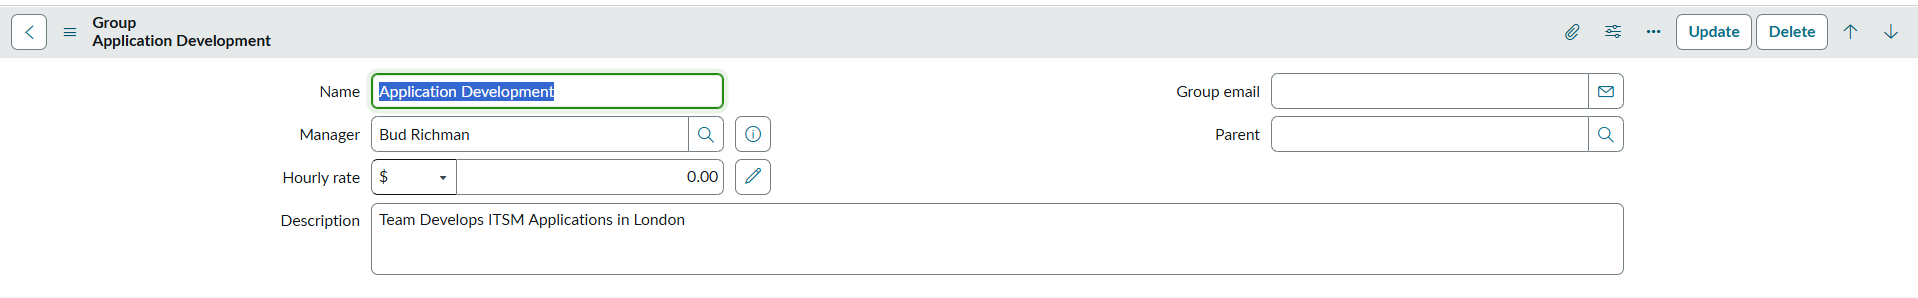 Group
Application Development
Update
Delete
Name
Application Development
Group email
Manager
Bud Richman
Parent
Hourly rate
$
0.00
Description
Team Develops ITSM Applications in London